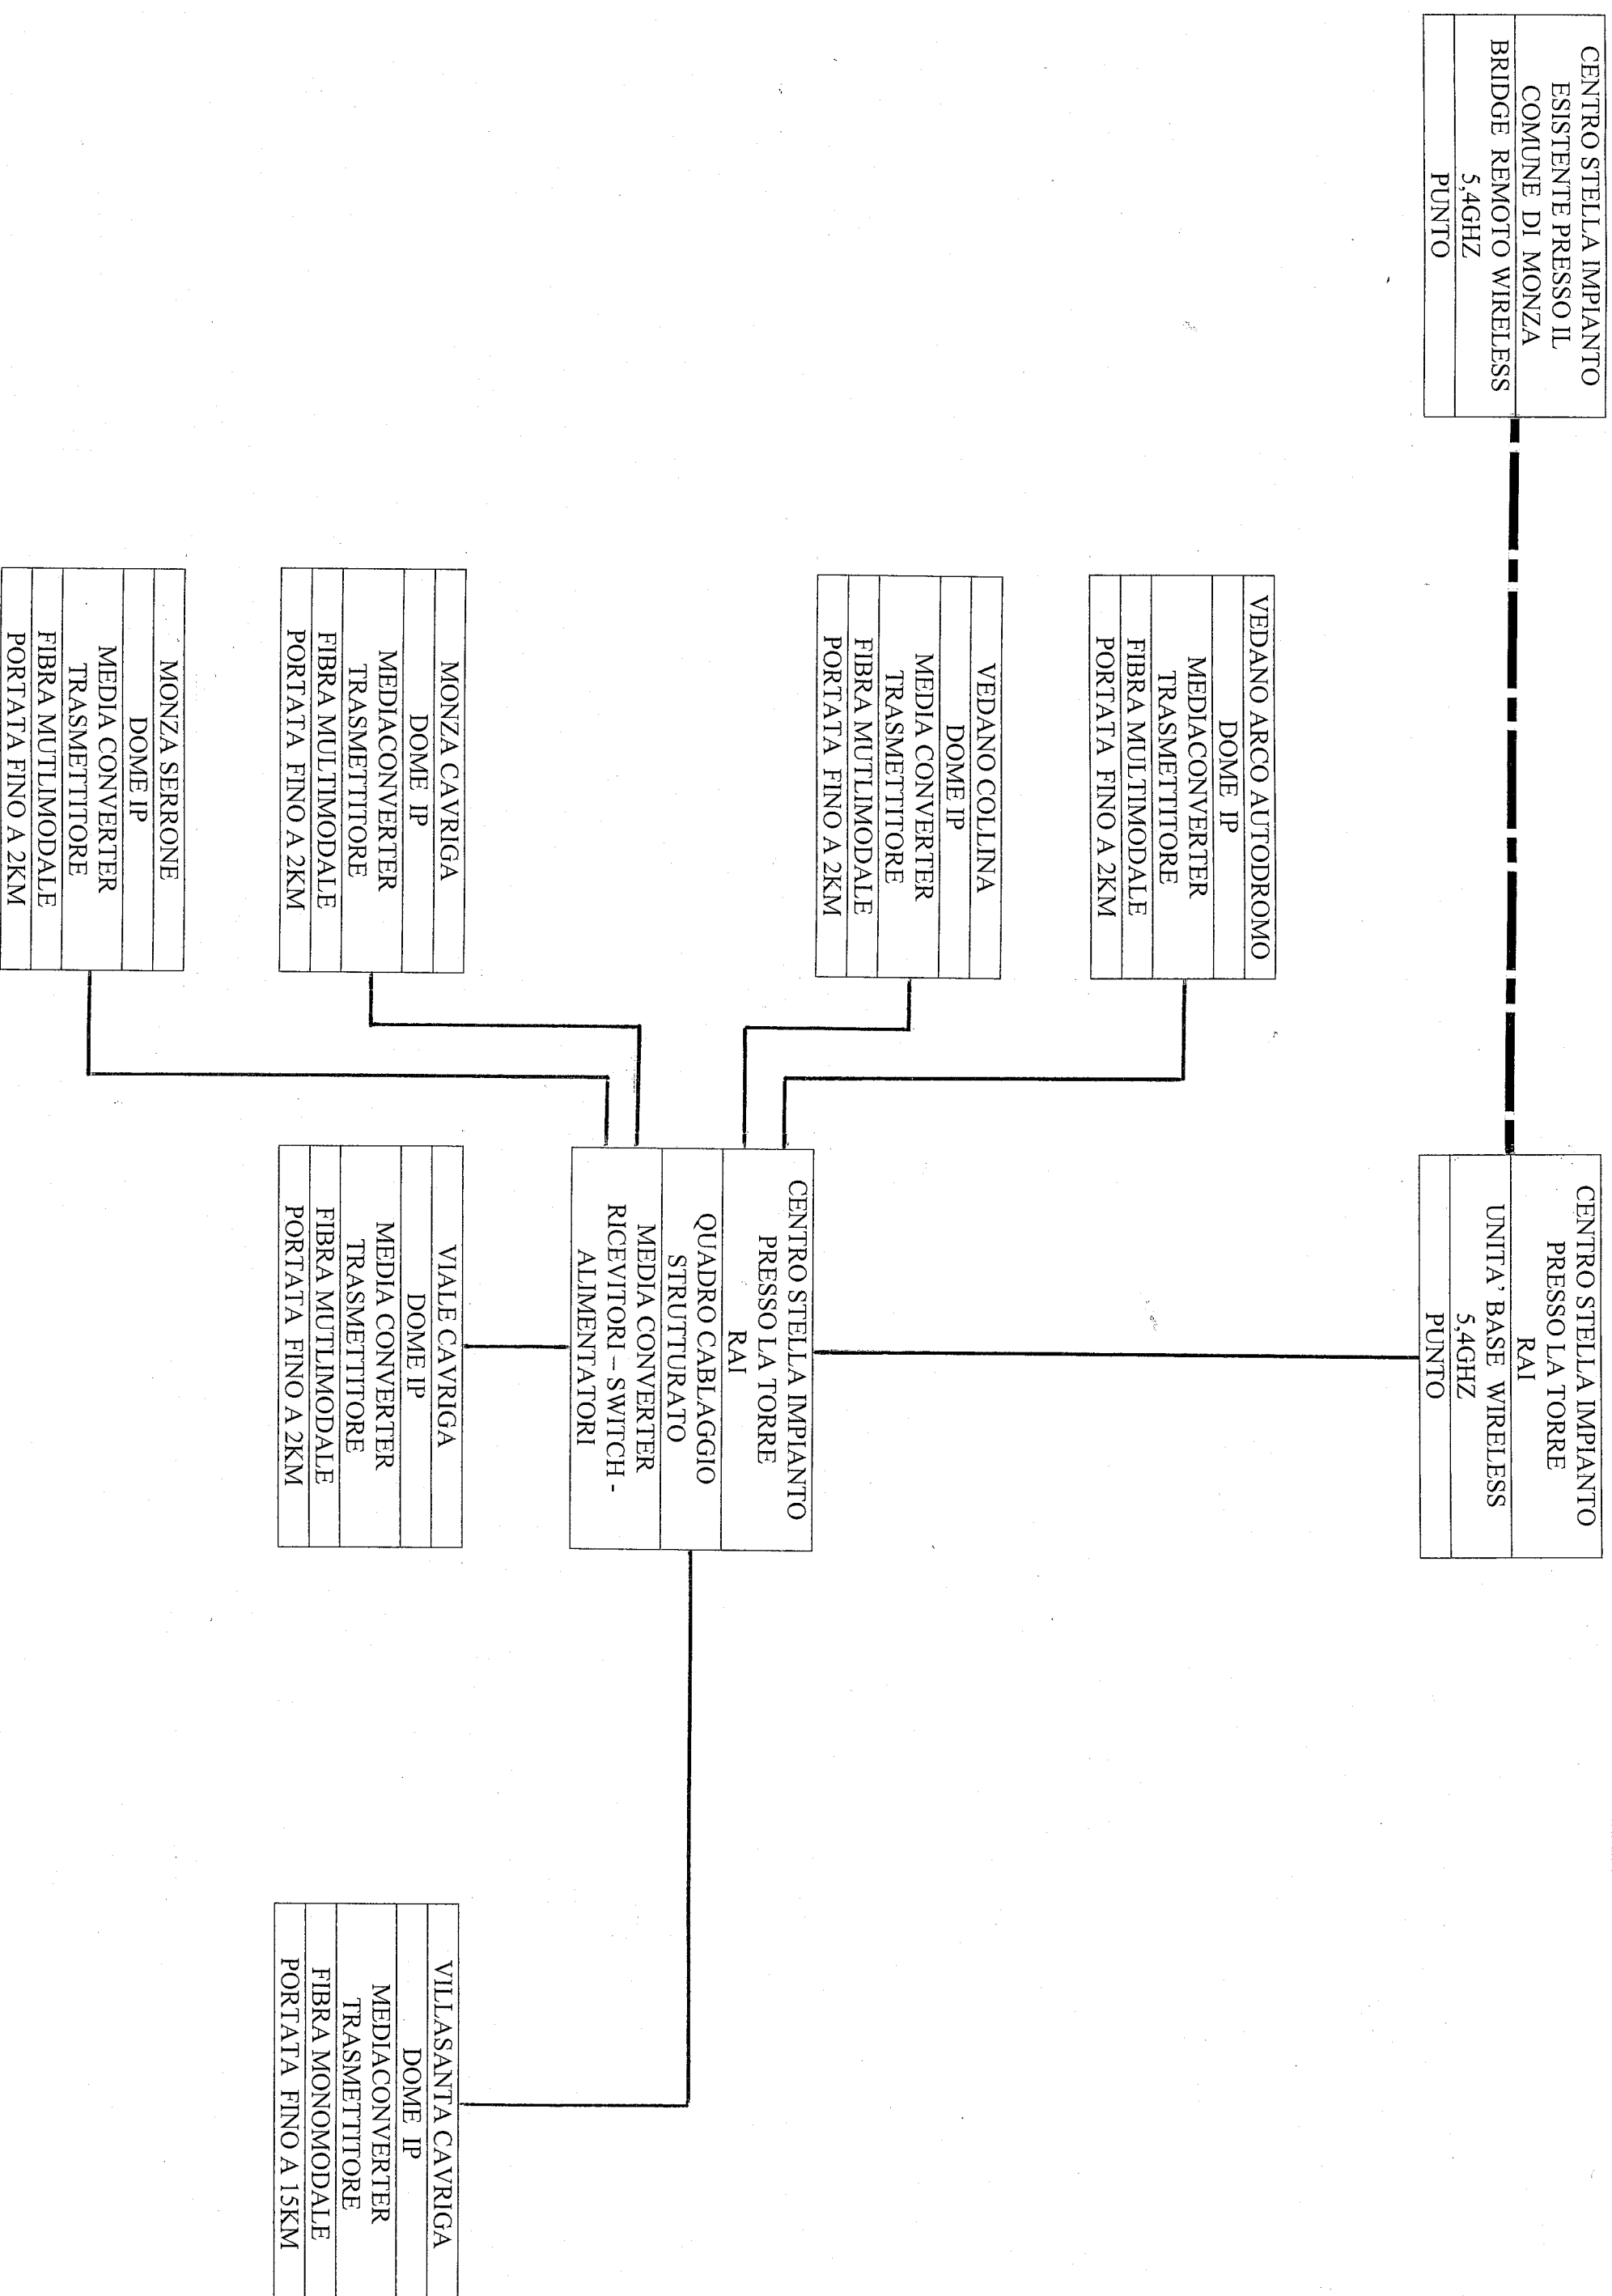 CENTRO STELLA IMPIANTO
ESISTENTE PRESSO IL
COMUNE DI MONZA
BRIDGE REMOTO WIRELESS
5,4GHZ
PUNTO
CENTRO STELLA IMPIANTO
PRESSO LA TORRE
RAI
UNITA' BASE WIRELESS
5,4GHZ
PUNTO
VEDANO ARCO AUTODROMO
DOME IP
MEDIACONVERTER
TRASMETTITORE
FIBRA MULTIMODALE
PORTATA FINO A 2KM
VEDANO COLLINA
DOME IP
MEDIA CONVERTER
TRASMETTITORE
FIBRA MUTLIMODALE
PORTATA FINO A 2KM
CENTRO STELLA IMPIANTO
PRESSO LA TORRE
RAI
QUADRO CABLAGGIO
STRUTTURATO
MEDIA CONVERTER
RICEVITORI – SWITCH -
ALIMENTATORI
MONZA CAVRIGA
DOME IP
MEDIACONVERTER
TRASMETTITORE
FIBRA MULTIMODALE
PORTATA FINO A 2KM
VIALE CAVRIGA
DOME IP
MEDIA CONVERTER
TRASMETTITORE
FIBRA MUTLIMODALE
PORTATA FINO A 2KM
VILLASANTA CAVRIGA
DOME IP
MEDIACONVERTER
TRASMETTITORE
FIBRA MONOMODALE
PORTATA FINO A 15KM
MONZA SERRONE
DOME IP
MEDIA CONVERTER
TRASMETTITORE
FIBRA MUTLIMODALE
PORTATA FINO A 2KM